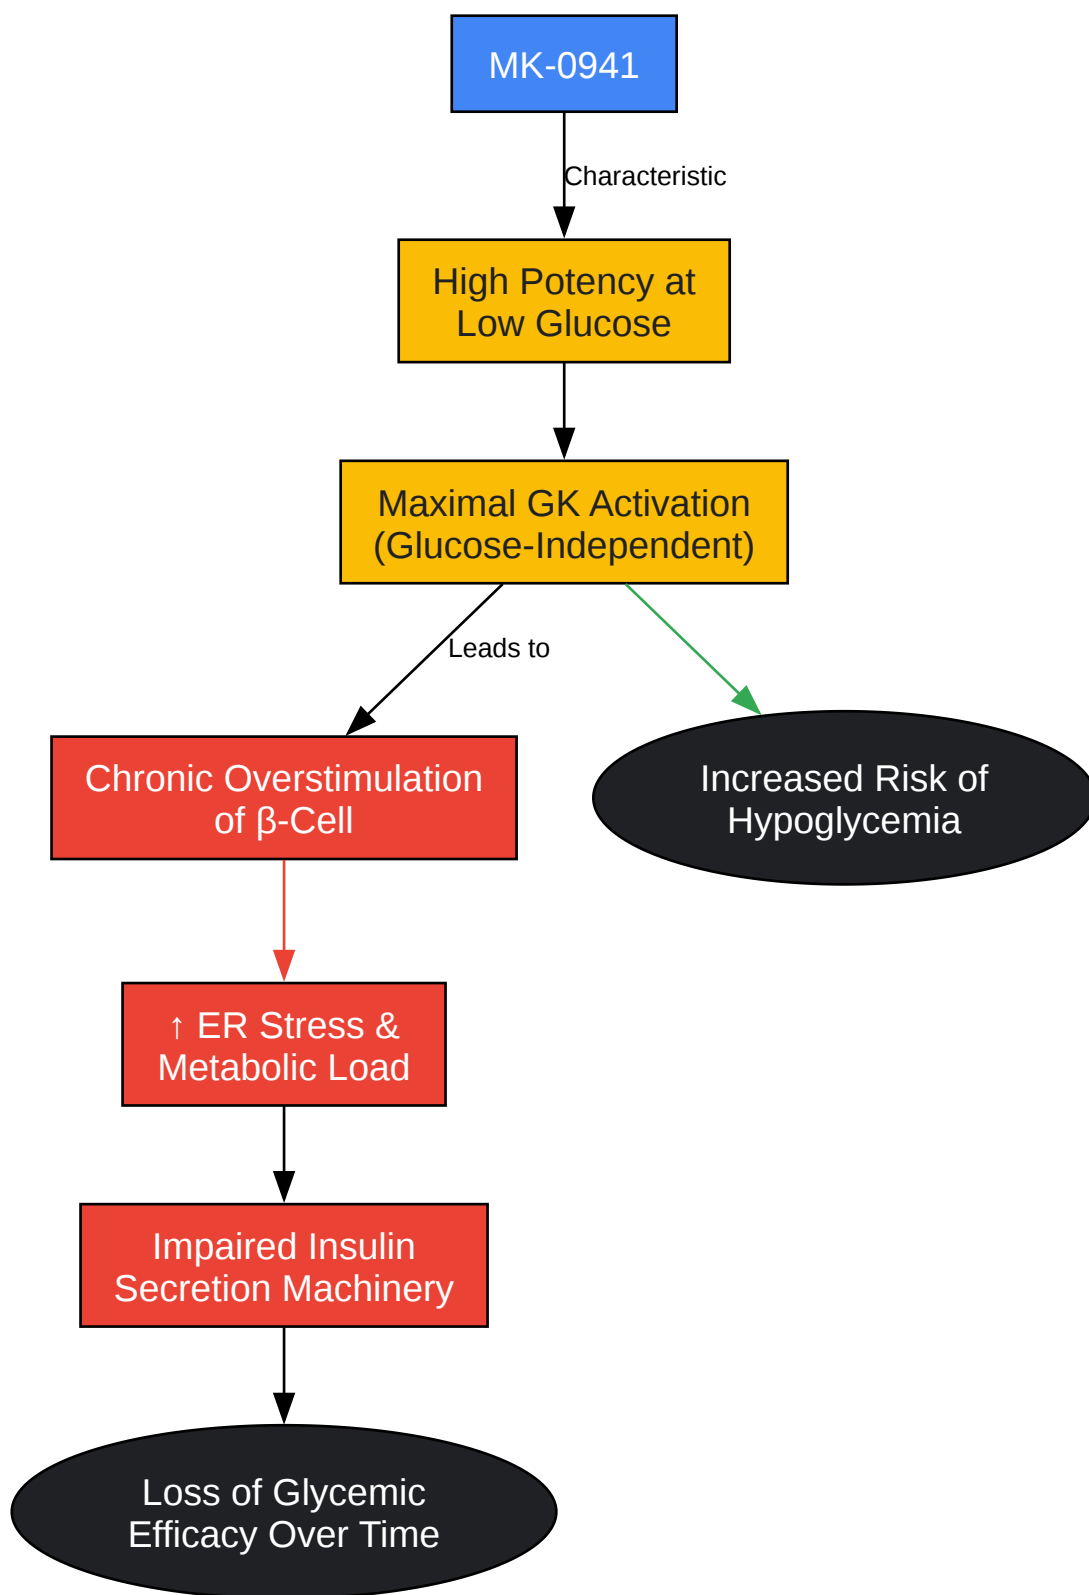 MK-0941
Characteristic
High Potency at
Low Glucose
Maximal GK Activation
(Glucose-Independent)
Leads to
Chronic Overstimulation
of β-Cell
Increased Risk of
Hypoglycemia
↑ ER Stress &
Metabolic Load
Impaired Insulin
Secretion Machinery
Loss of Glycemic
Efficacy Over Time